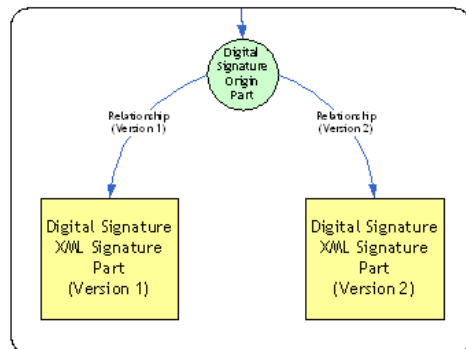 Digital
Signature
Origin
Part
Relationship
(Version 1)
Relationship
(Version 2)
Digital Signature
XML Signature
Part
(Version 1)
Digital Signature
XML Signature
Part
(Version 2)